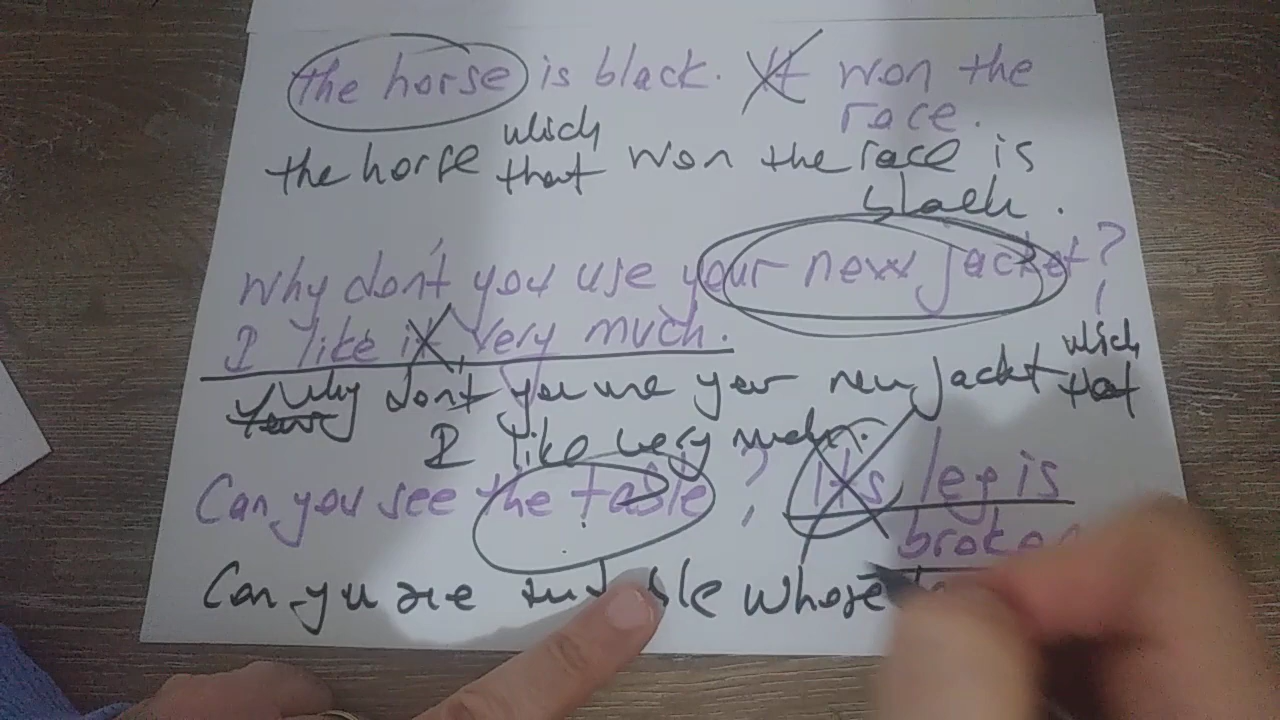 the horse is black. It won the
race.
which
the horse that won the race is
black.
Why don't you use your new jacket?
I like it very much.
which
Why don't you use your new jacket that
I like very much.
Can you see the table? Its leg is
broken
Can you see the table whose